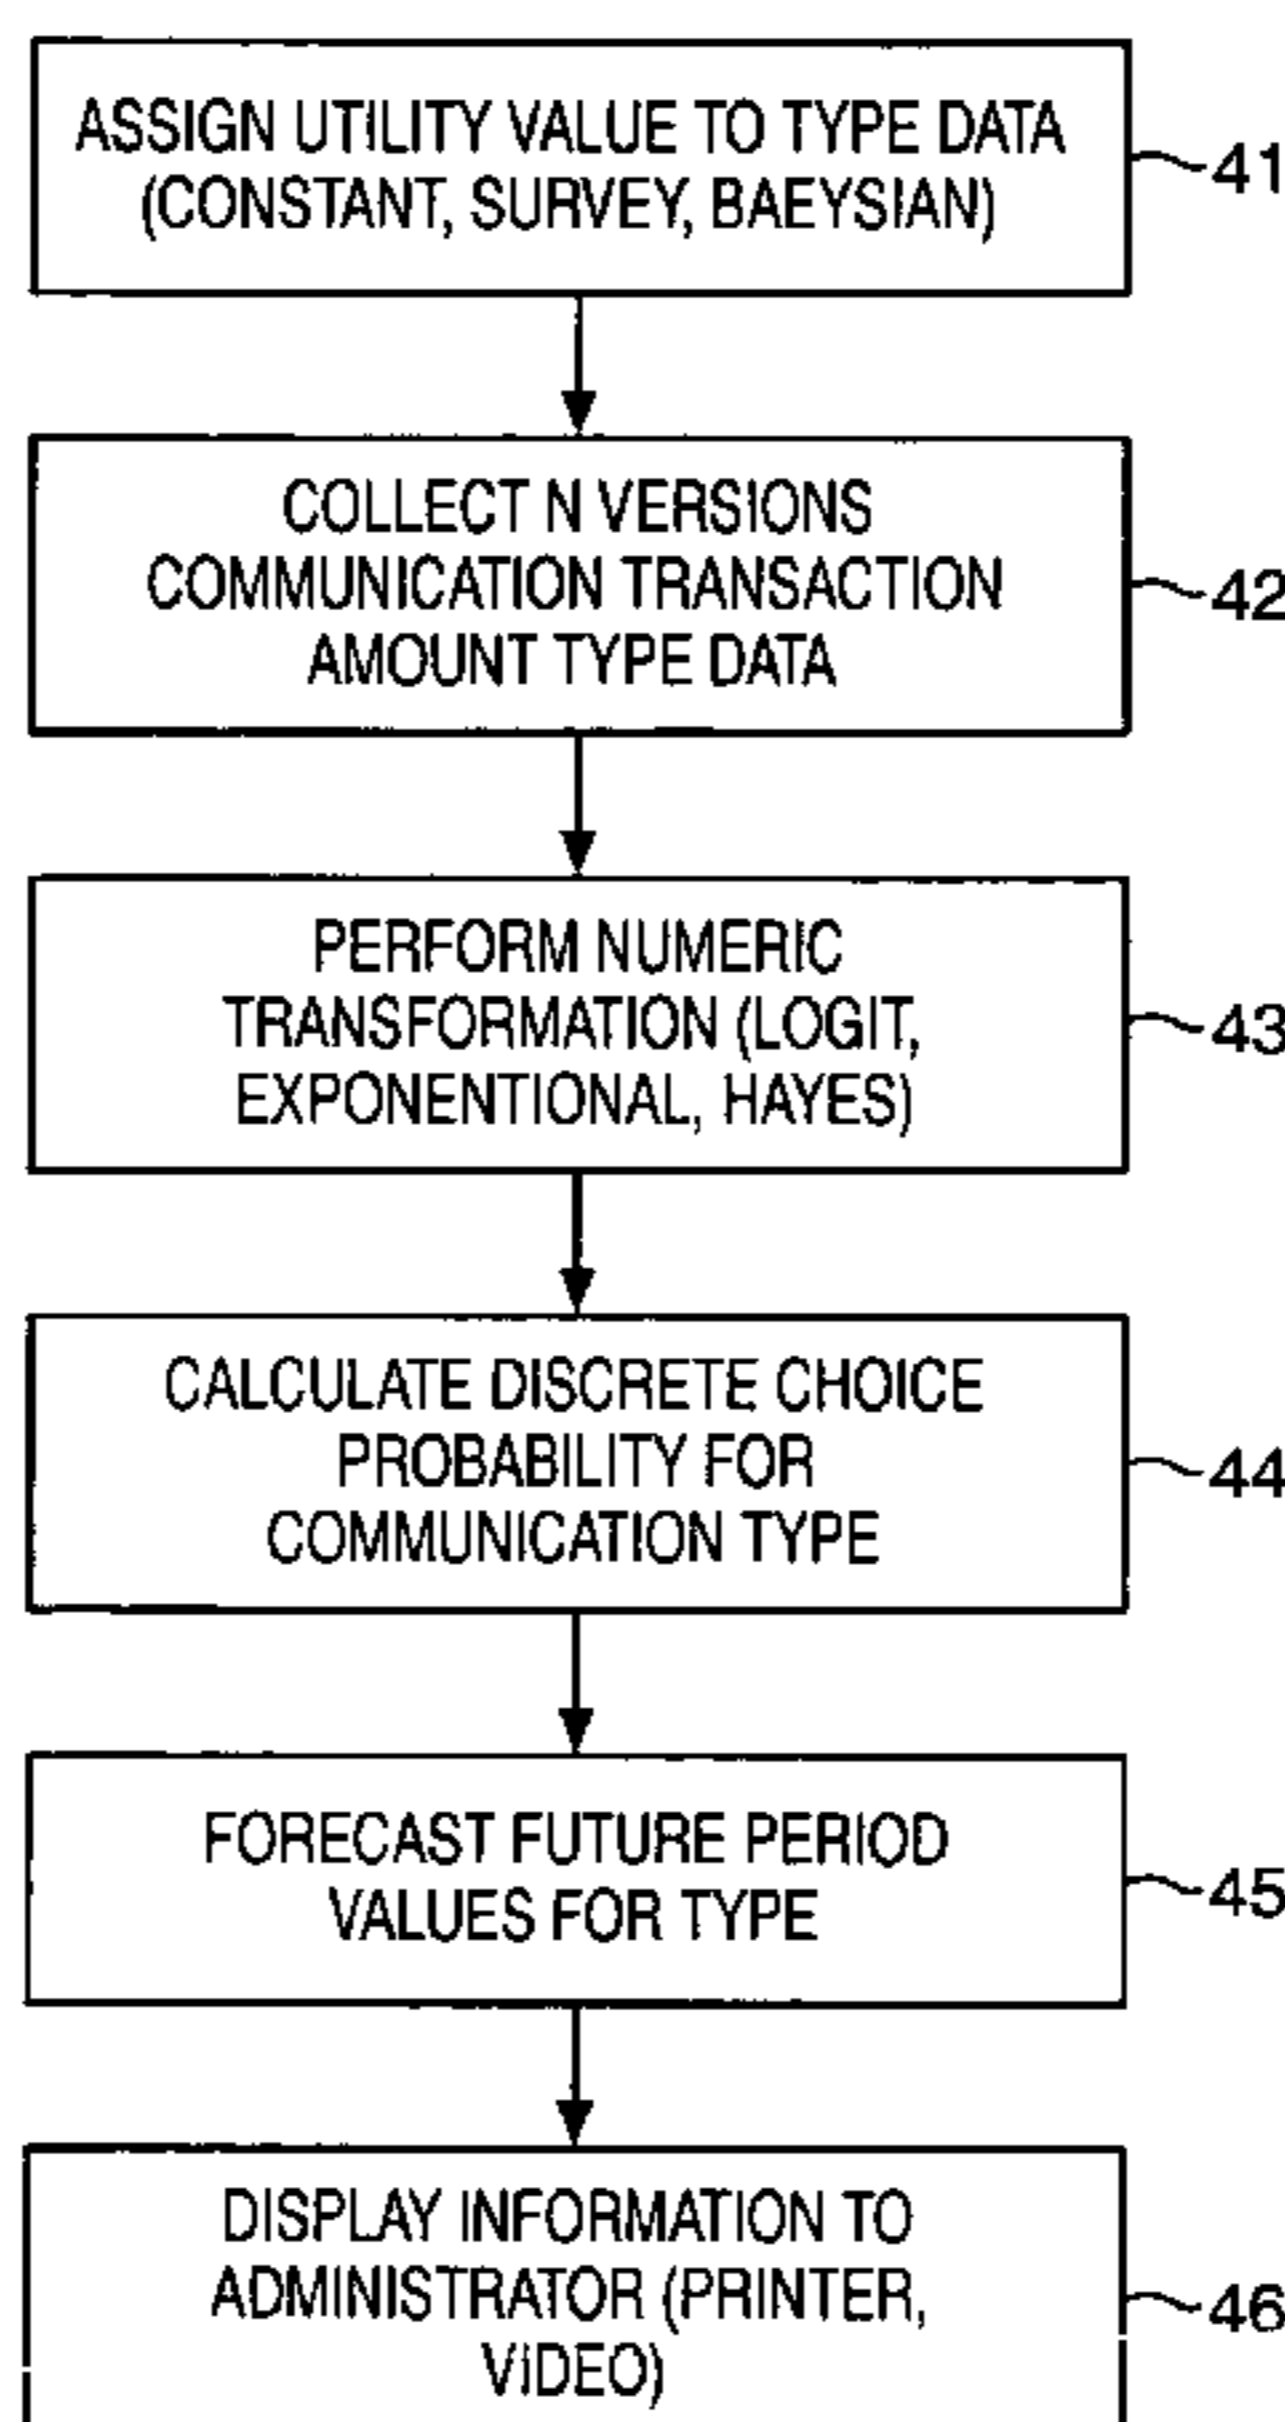 ASSIGN UTILITY VALUE TO TYPE DATA
(CONSTANT, SURVEY, BAEYSIAN)
41
COLLECT N VERSIONS
COMMUNICATION TRANSACTION
AMOUNT TYPE DATA
42
PERFORM NUMERIC
TRANSFORMATION (LOGIT,
EXPONENTIONAL, HAYES)
43
CALCULATE DISCRETE CHOICE
PROBABILITY FOR
COMMUNICATION TYPE
44
FORECAST FUTURE PERIOD
VALUES FOR TYPE
45
DISPLAY INFORMATION TO
ADMINISTRATOR (PRINTER,
VIDEO)
46